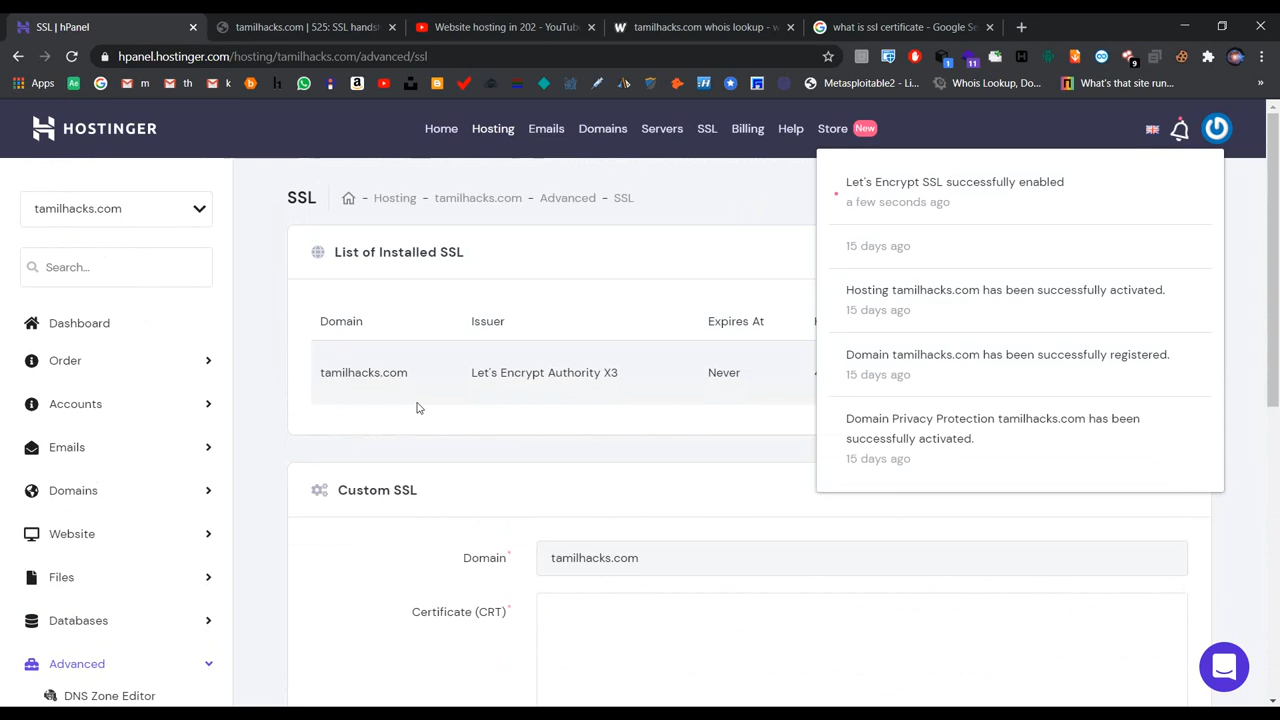 SSL | hPanel
tamilhacks.com | 525: SSL hands
Website hosting in 202 - YouTube
tamilhacks.com whois lookup - w
what is ssl certificate - Google Se
hpanel.hostinger.com/hosting/tamilhacks.com/advanced/ssl
Apps
m
th
k
Metasploitable2 - Li...
Whois Lookup, Do...
What's that site run...
HOSTINGER
Home
Hosting
Emails
Domains
Servers
SSL
Billing
Help
Store
New
tamilhacks.com
Search...
Dashboard
Order
Accounts
Emails
Domains
Website
Files
Databases
Advanced
DNS Zone Editor
SSL
- Hosting - tamilhacks.com - Advanced - SSL
List of Installed SSL
Domain
Issuer
Expires At
tamilhacks.com
Let's Encrypt Authority X3
Never
Custom SSL
Domain*
tamilhacks.com
Certificate (CRT)*
Let's Encrypt SSL successfully enabled
a few seconds ago
15 days ago
Hosting tamilhacks.com has been successfully activated.
15 days ago
Domain tamilhacks.com has been successfully registered.
15 days ago
Domain Privacy Protection tamilhacks.com has been
successfully activated.
15 days ago